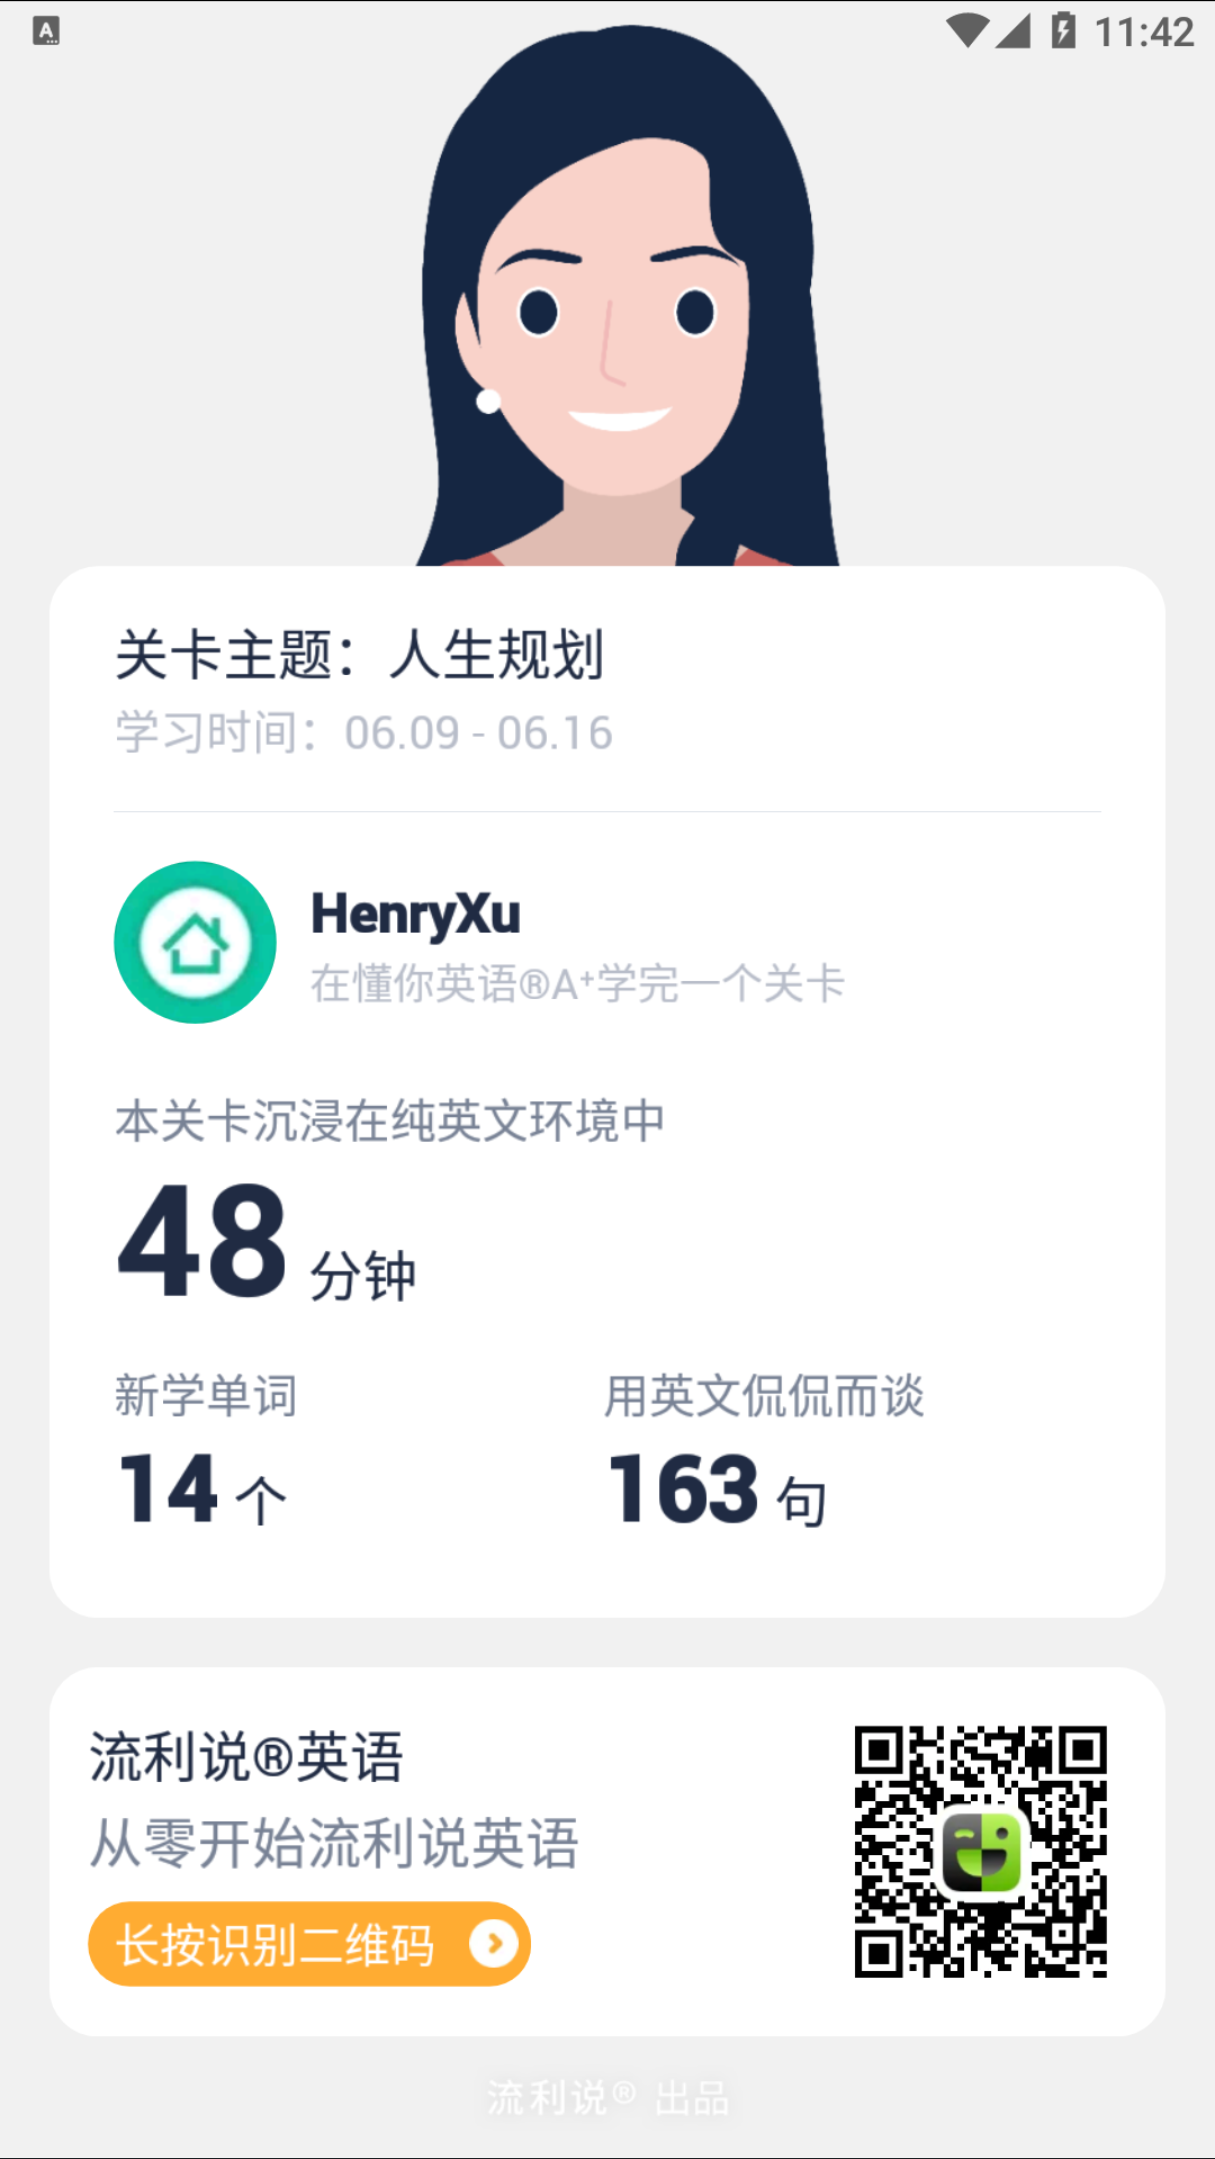 A
11:42
关卡主题：人生规划
学习时间：06.09 - 06.16
HenryXu
在懂你英语®A⁺学完一个关卡
本关卡沉浸在纯英文环境中
48 分钟
新学单词
用英文侃侃而谈
14 个
163 句
流利说®英语
从零开始流利说英语
长按识别二维码
流利说® 出品